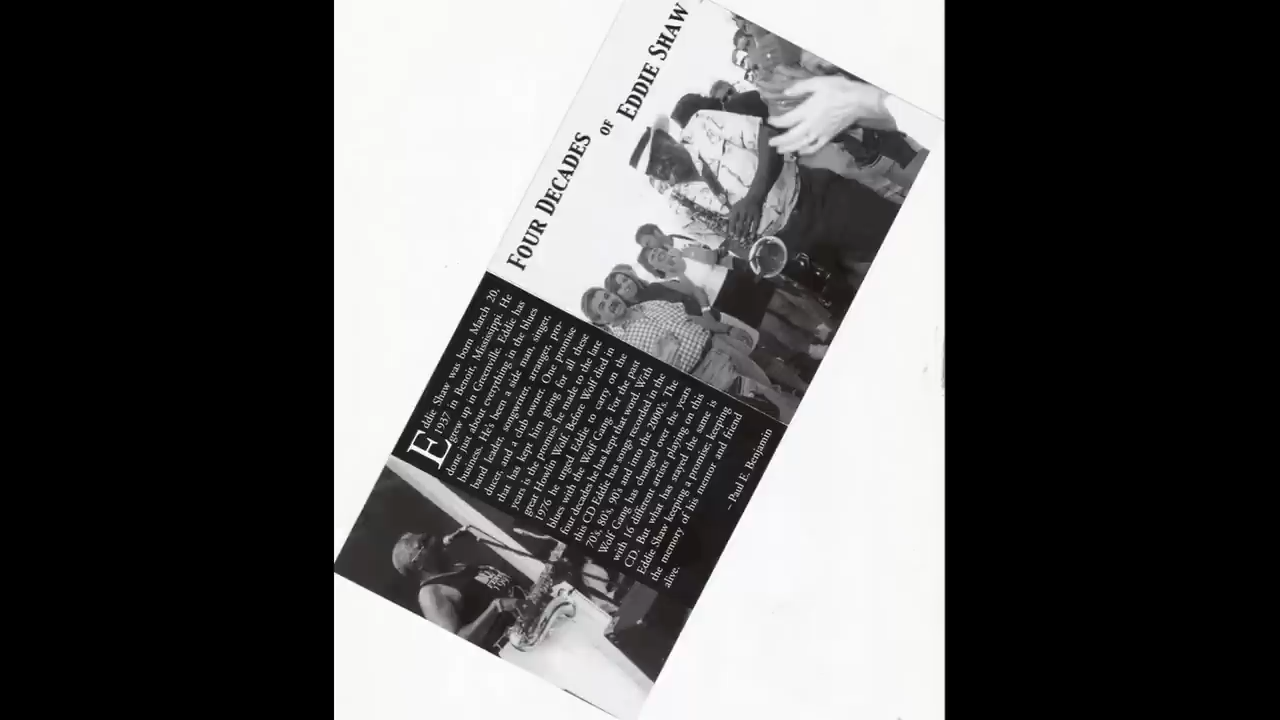 FOUR DECADES OF EDDIE SHAW
Eddie Shaw was born March 20,
1937 in Benoit, Mississippi. He
grew up in Greenville. Eddie has
done just about everything in the blues
business. He's been a side man, singer,
band leader, songwriter, arranger, pro-
ducer, and a club owner. One promise
that has kept him going for all these
years is the promise he made to the late
great Howlin Wolf. Before Wolf died in
1976 he urged Eddie to carry on the
blues with the Wolf Gang. For the past
four decades he has kept that word. With
this CD Eddie has songs recorded in the
70's, 80's, 90's and into the 2000's. The
Wolf Gang has changed over the years
with 16 different artists playing on this
CD. But what has stayed the same is
Eddie Shaw keeping a promise; keeping
the memory of his mentor and friend
alive.
– Paul E. Benjamin